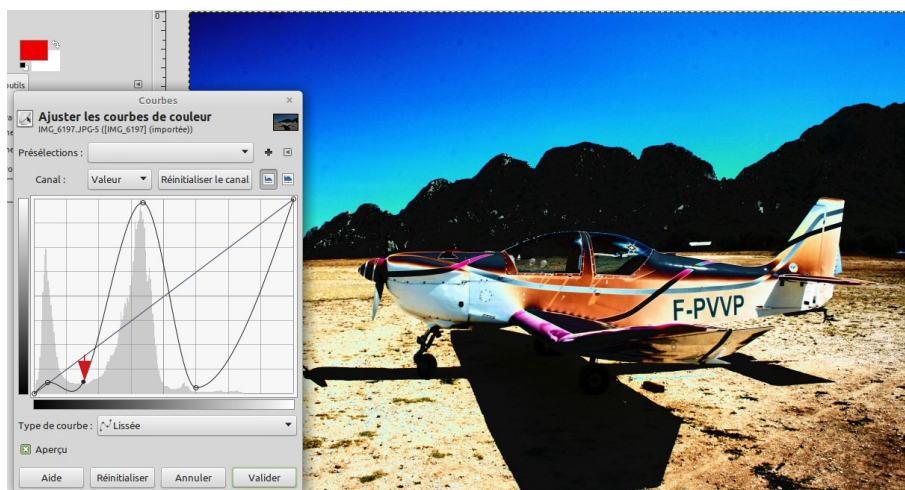 0
outils
Courbes
Ajuster les courbes de couleur
IMG_6197.JPG-5 ([IMG_6197] (importée))
Présélections :
Canal : Valeur Réinitialiser le canal
Type de courbe : Lissée
Aperçu
Aide Réinitialiser Annuler Valider
F-PVVP